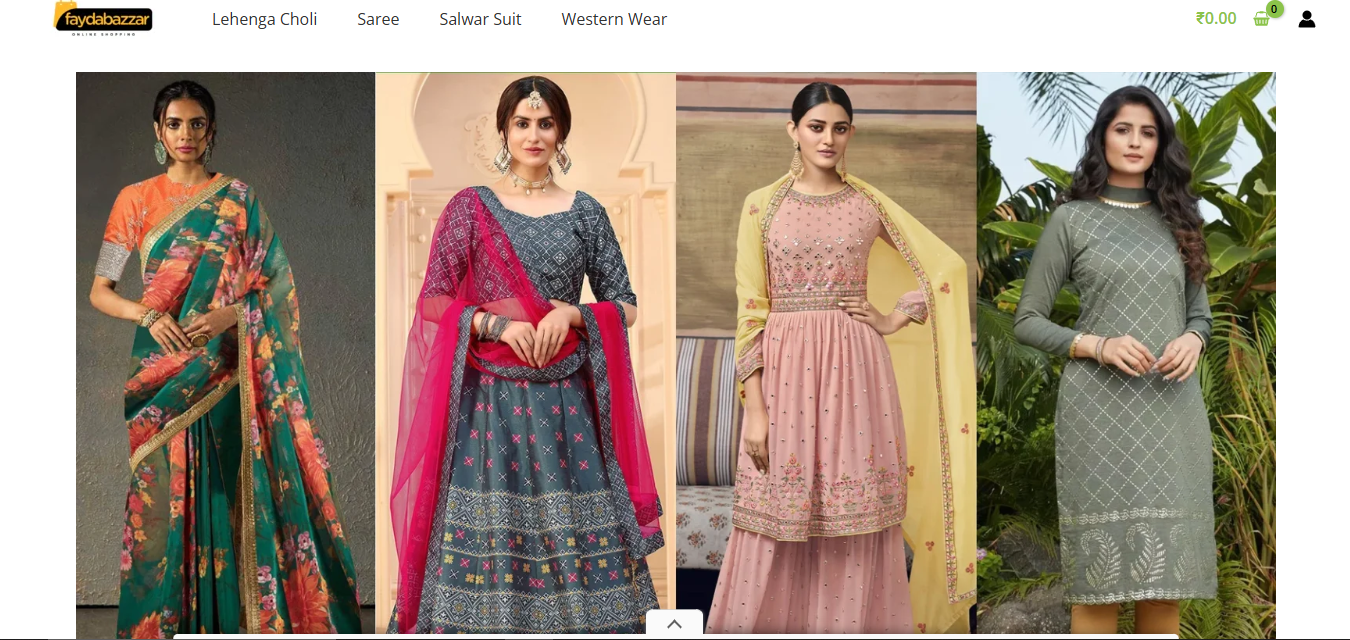 faydabazzar
ONLINE SHOPPING
Lehenga Choli
Saree
Salwar Suit
Western Wear
₹0.00
0